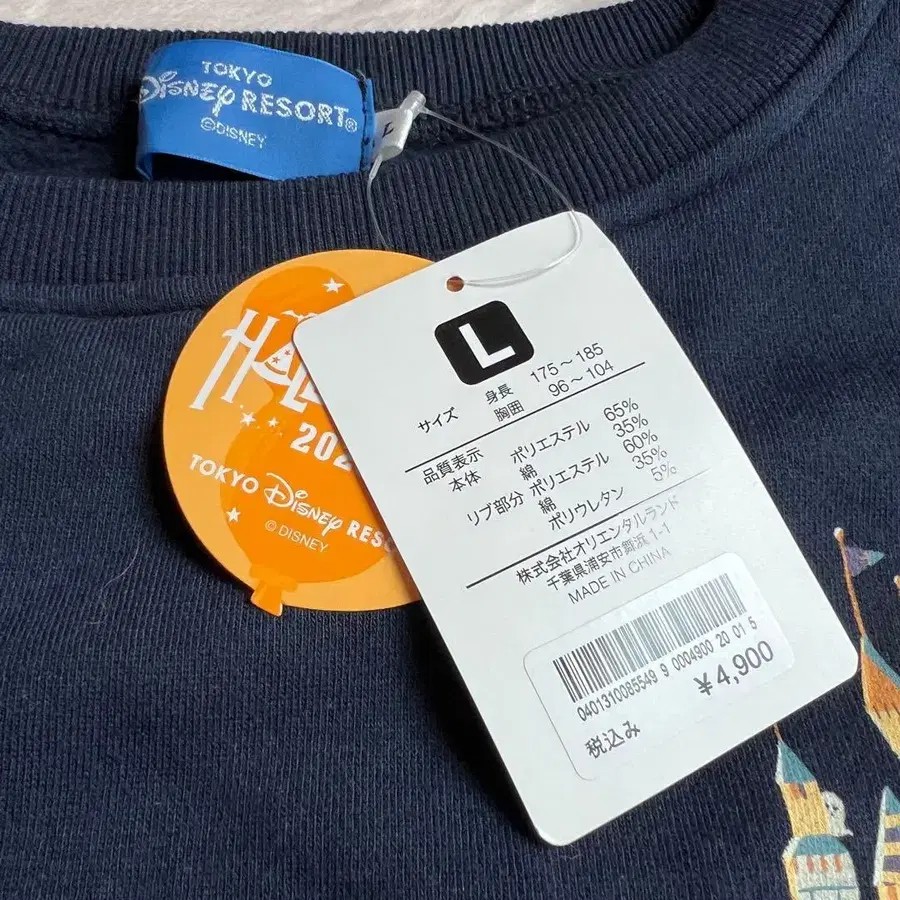 TOKYO
Disney RESORT®
©DISNEY
L
TOKYO Disney RESO
© DISNEY
L
サイズ 身長 175～185
胸囲 96～104
品質表示
本体 ポリエステル 65%
綿 35%
リブ部分 ポリエステル 60%
綿 35%
ポリウレタン 5%
株式会社オリエンタルランド
千葉県浦安市舞浜1-1
MADE IN CHINA
0401310085549 9 0004900 20 01 5
¥4,900
税込み